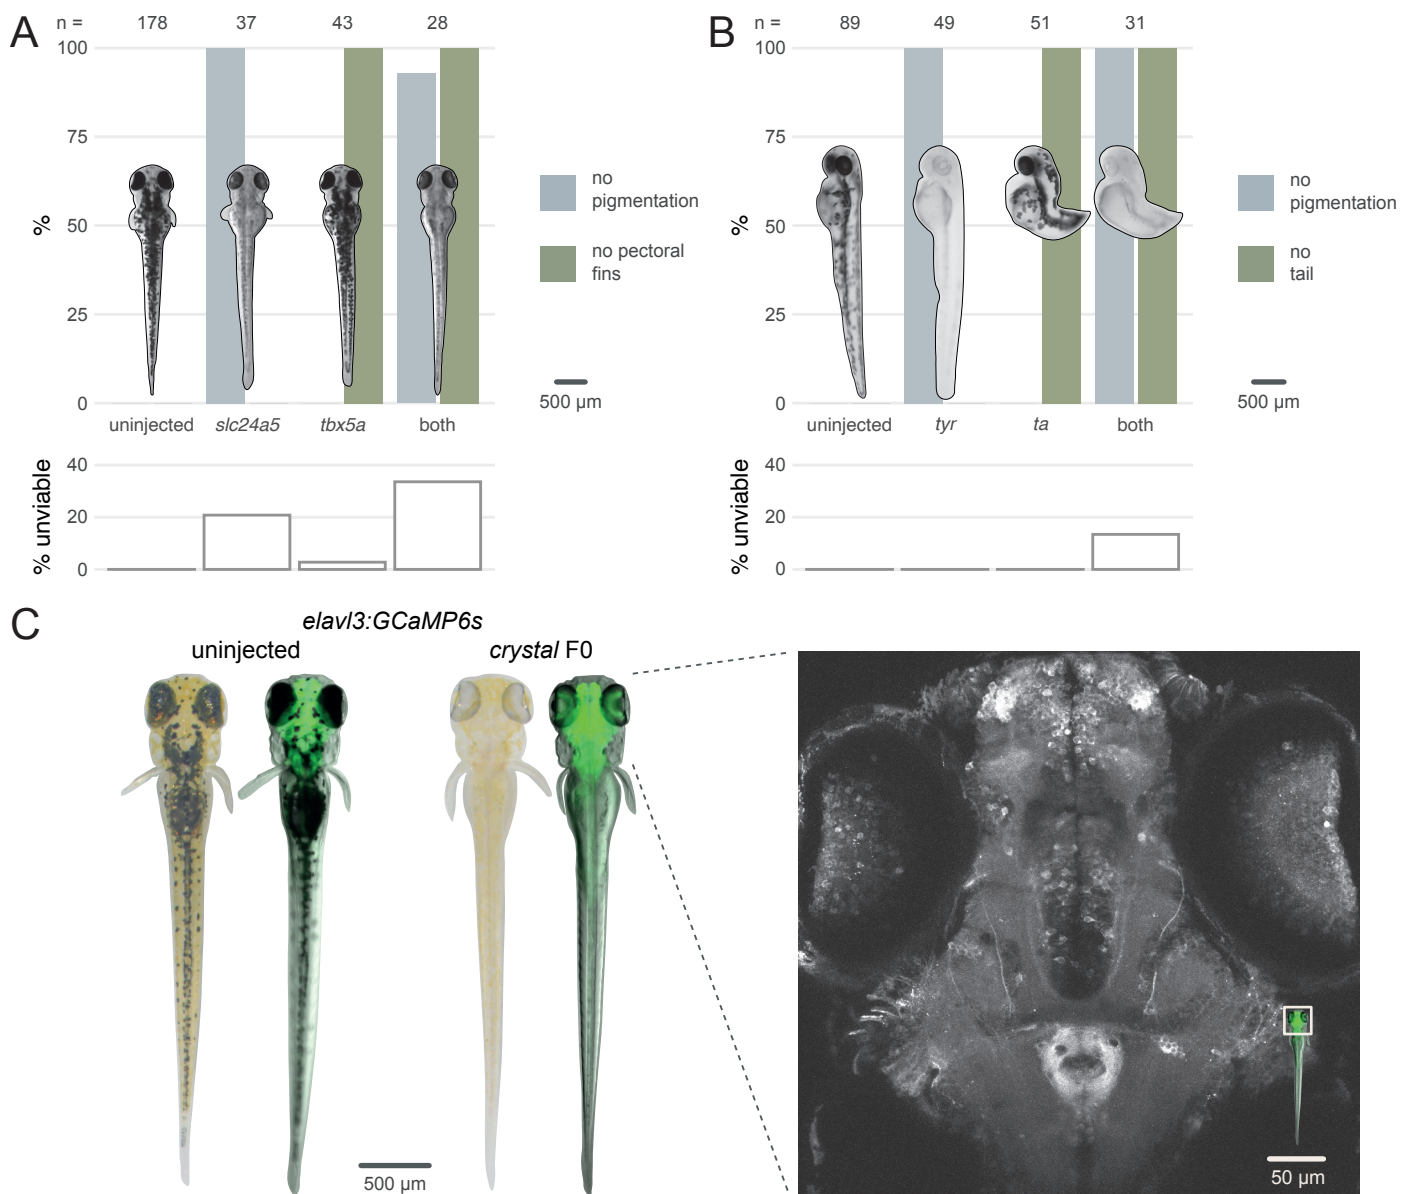 A
n = 178 37 43 28
100
75
50
25
0
%
no
pigmentation
no pectoral
fins
500 µm
uninjected slc24a5 tbx5a both
% unviable
40
20
0
B
n = 89 49 51 31
100
75
50
25
0
%
no
pigmentation
no
tail
500 µm
uninjected tyr ta both
% unviable
40
20
0
C
elavl3:GCaMP6s
uninjected crystal F0
500 µm
50 µm